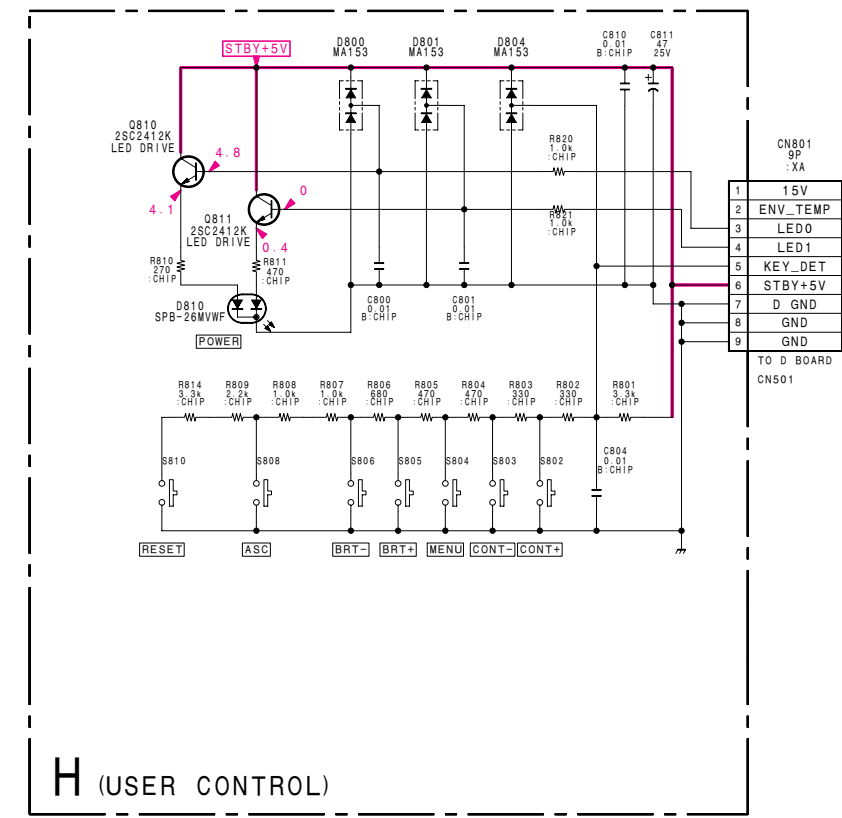 STBY+5V
D800
MA153
D801
MA153
D804
MA153
C810
0.01
B:CHIP
C811
47
25V
+
Q810
2SC2412K
LED DRIVE
4.8
4.1
Q811
2SC2412K
LED DRIVE
0
0.4
R820
1.0k
:CHIP
R821
1.0k
:CHIP
R810
270
:CHIP
R811
470
:CHIP
D810
SPB-26MVWF
POWER
C800
0.01
B:CHIP
C801
0.01
B:CHIP
CN801
9P
:XA
1 15V
2 ENV_TEMP
3 LED0
4 LED1
5 KEY_DET
6 STBY+5V
7 D GND
8 GND
9 GND
TO D BOARD
CN501
R814
3.3k
:CHIP
R809
2.2k
:CHIP
R808
1.0k
:CHIP
R807
1.0k
:CHIP
R806
680
:CHIP
R805
470
:CHIP
R804
470
:CHIP
R803
330
:CHIP
R802
330
:CHIP
R801
3.3k
:CHIP
C804
0.01
B:CHIP
S810
S808
S806
S805
S804
S803
S802
RESET
ASC
BRT-
BRT+
MENU
CONT-
CONT+
H (USER CONTROL)